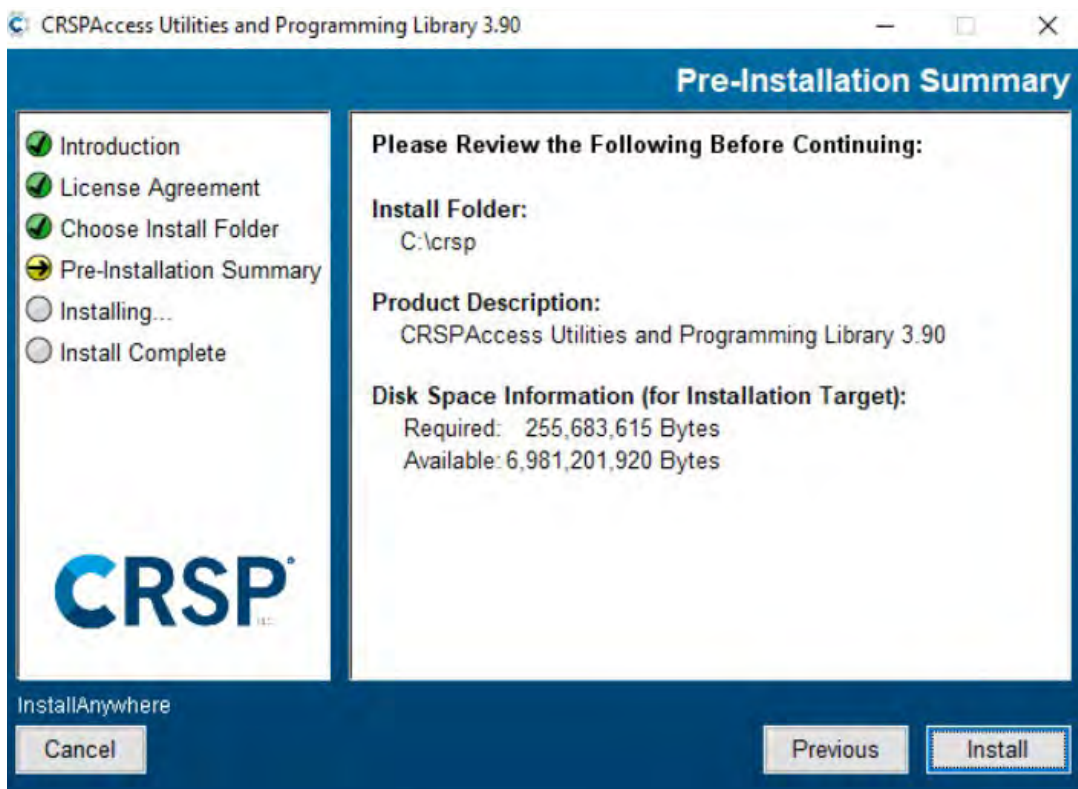 CRSPAccess Utilities and Programming Library 3.90
Pre-Installation Summary
Introduction
License Agreement
Choose Install Folder
Pre-Installation Summary
Installing...
Install Complete
CRSP
Please Review the Following Before Continuing:
Install Folder:
C:\crsp
Product Description:
CRSPAccess Utilities and Programming Library 3.90
Disk Space Information (for Installation Target):
Required: 255,683,615 Bytes
Available: 6,981,201,920 Bytes
InstallAnywhere
Cancel
Previous
Install